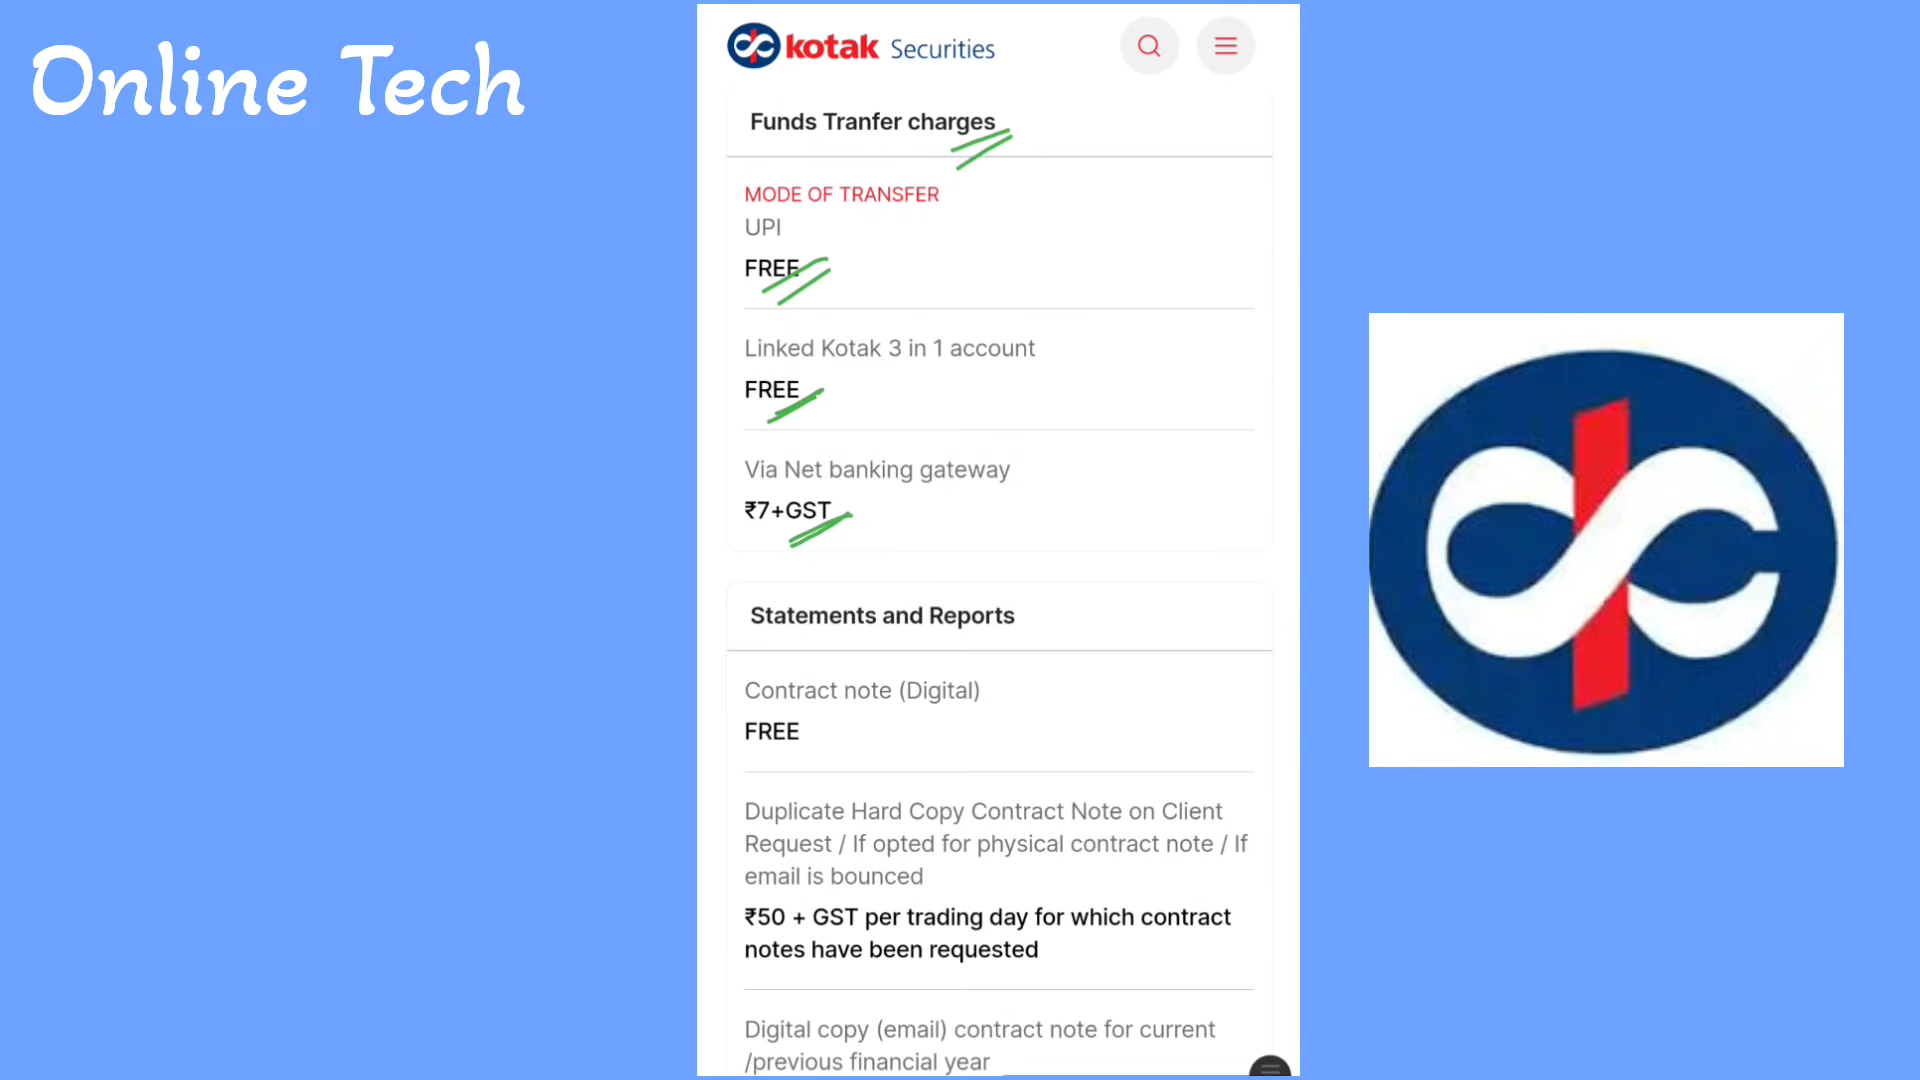 Online Tech
kotak Securities
Funds Tranfer charges
MODE OF TRANSFER
UPI
FREE
Linked Kotak 3 in 1 account
FREE
Via Net banking gateway
₹7+GST
Statements and Reports
Contract note (Digital)
FREE
Duplicate Hard Copy Contract Note on Client
Request / If opted for physical contract note / If
email is bounced
₹50 + GST per trading day for which contract
notes have been requested
Digital copy (email) contract note for current
/previous financial year